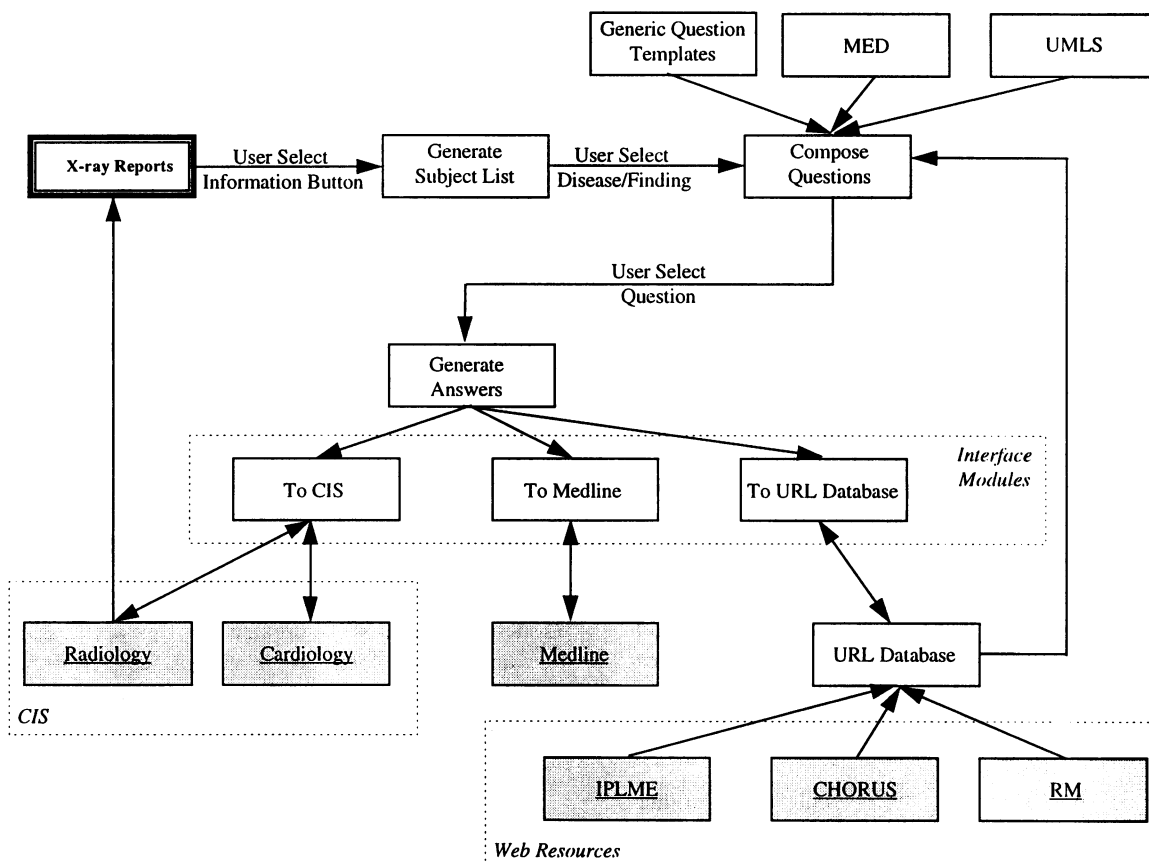 Generic Question
Templates
MED
UMLS
X-ray Reports
User Select
Information Button
Generate
Subject List
User Select
Disease/Finding
Compose
Questions
User Select
Question
Generate
Answers
Interface
Modules
To CIS
To Medline
To URL Database
Radiology
Cardiology
Medline
URL Database
CIS
IPLME
CHORUS
RM
Web Resources